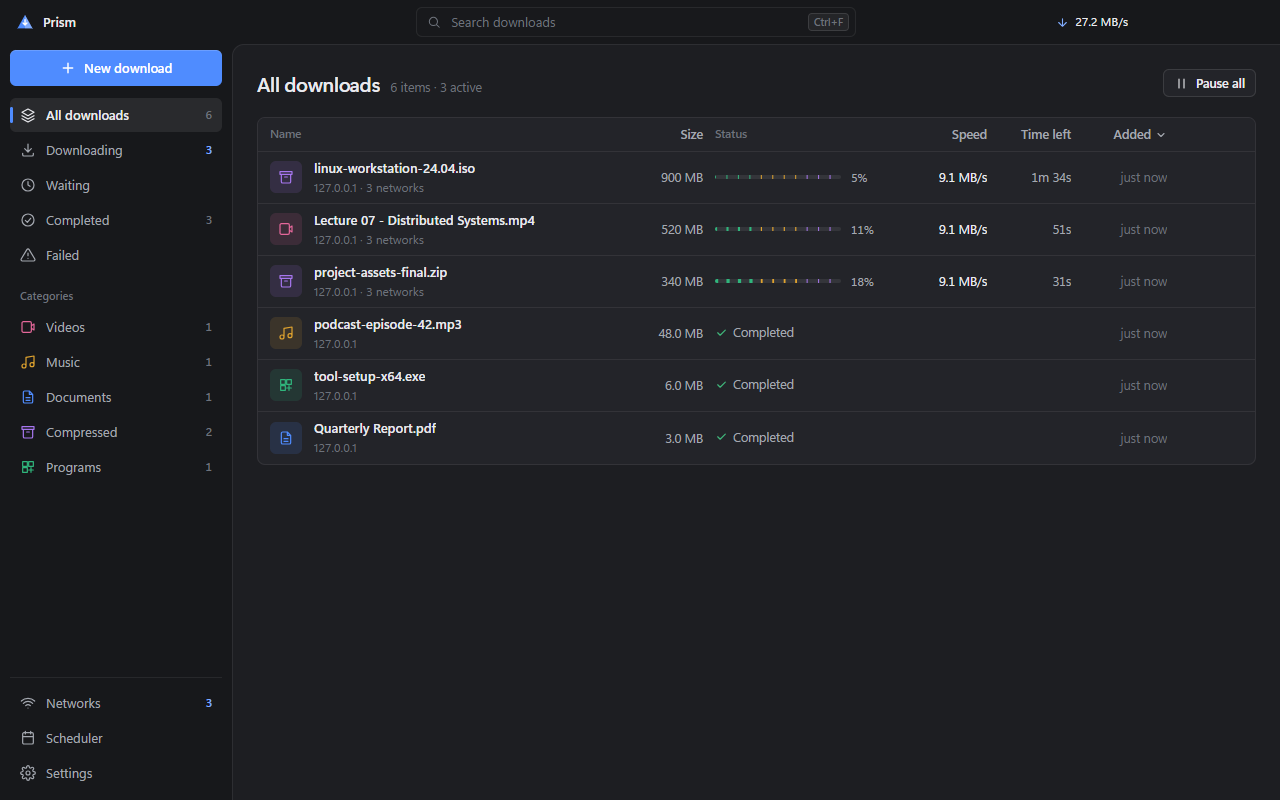 Prism
Search downloads
Ctrl+F
27.2 MB/s
New download
All downloads 6
Downloading 3
Waiting
Completed 3
Failed
Categories
Videos 1
Music 1
Documents 1
Compressed 2
Programs 1
Networks 3
Scheduler
Settings
All downloads 6 items · 3 active
Pause all
Name Size Status Speed Time left Added
linux-workstation-24.04.iso
127.0.0.1 · 3 networks
900 MB 5% 9.1 MB/s 1m 34s just now
Lecture 07 - Distributed Systems.mp4
127.0.0.1 · 3 networks
520 MB 11% 9.1 MB/s 51s just now
project-assets-final.zip
127.0.0.1 · 3 networks
340 MB 18% 9.1 MB/s 31s just now
podcast-episode-42.mp3
127.0.0.1
48.0 MB Completed just now
tool-setup-x64.exe
127.0.0.1
6.0 MB Completed just now
Quarterly Report.pdf
127.0.0.1
3.0 MB Completed just now